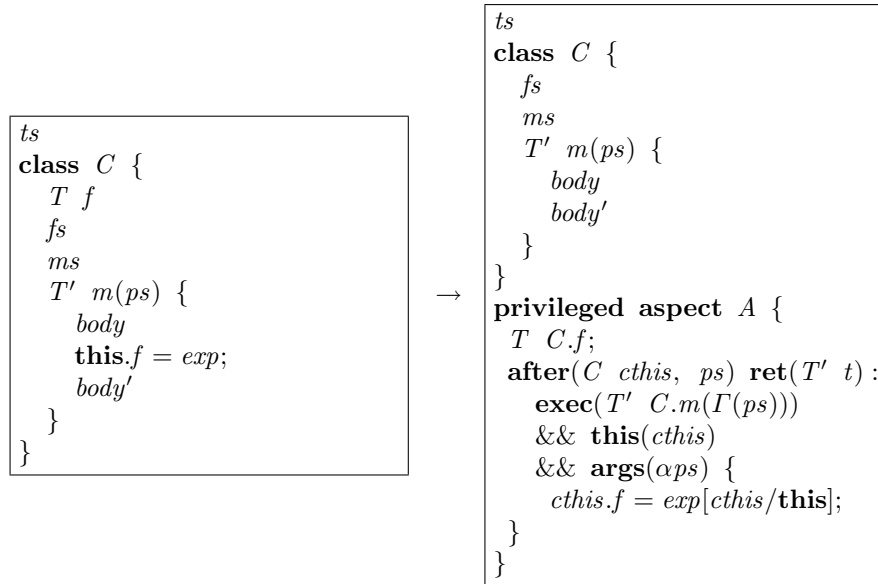 ts
class C {
T f
fs
ms
T′ m(ps) {
body
this.f = exp;
body′
}
}
→
ts
class C {
fs
ms
T′ m(ps) {
body
body′
}
}
privileged aspect A {
T C.f;
after(C cthis, ps) ret(T′ t) :
exec(T′ C.m(Γ(ps)))
&& this(cthis)
&& args(αps) {
cthis.f = exp[cthis/this];
}
}